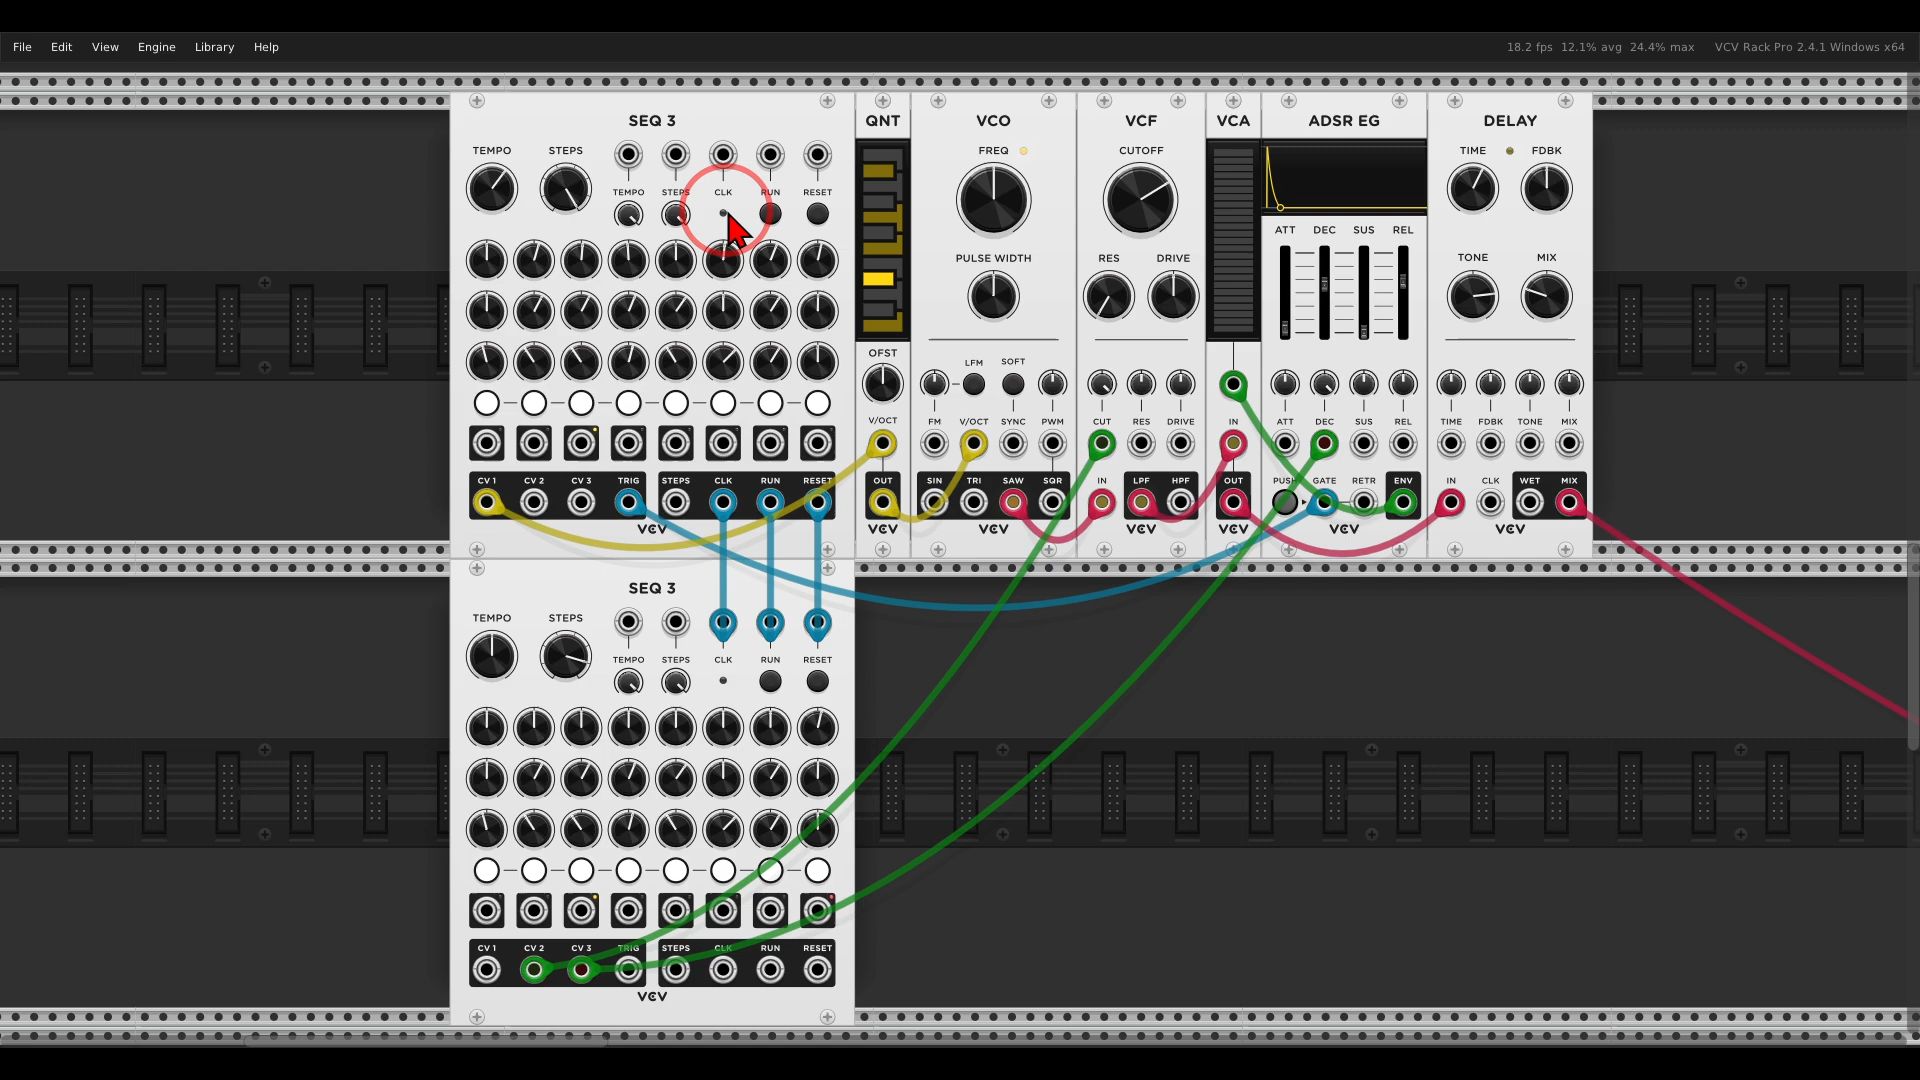 File Edit View Engine Library Help
18.2 fps 12.1% avg 24.4% max VCV Rack Pro 2.4.1 Windows x64
SEQ 3
TEMPO STEPS
TEMPO STEPS CLK RUN RESET
CV 1 CV 2 CV 3 TRIG STEPS CLK RUN RESET
VCV
QNT
OFST
V/OCT
OUT
VCV
VCO
FREQ
PULSE WIDTH
LFM SOFT
FM V/OCT SYNC PWM
SIN TRI SAW SQR
VCV
VCF
CUTOFF
RES DRIVE
CUT RES DRIVE
IN LPF HPF
VCV
VCA
IN
OUT
VCV
ADSR EG
ATT DEC SUS REL
ATT DEC SUS REL
PUSH GATE RETR ENV
VCV
DELAY
TIME FDBK
TONE MIX
TIME FDBK TONE MIX
IN CLK WET MIX
VCV
SEQ 3
TEMPO STEPS
TEMPO STEPS CLK RUN RESET
CV 1 CV 2 CV 3 TRIG STEPS CLK RUN RESET
VCV